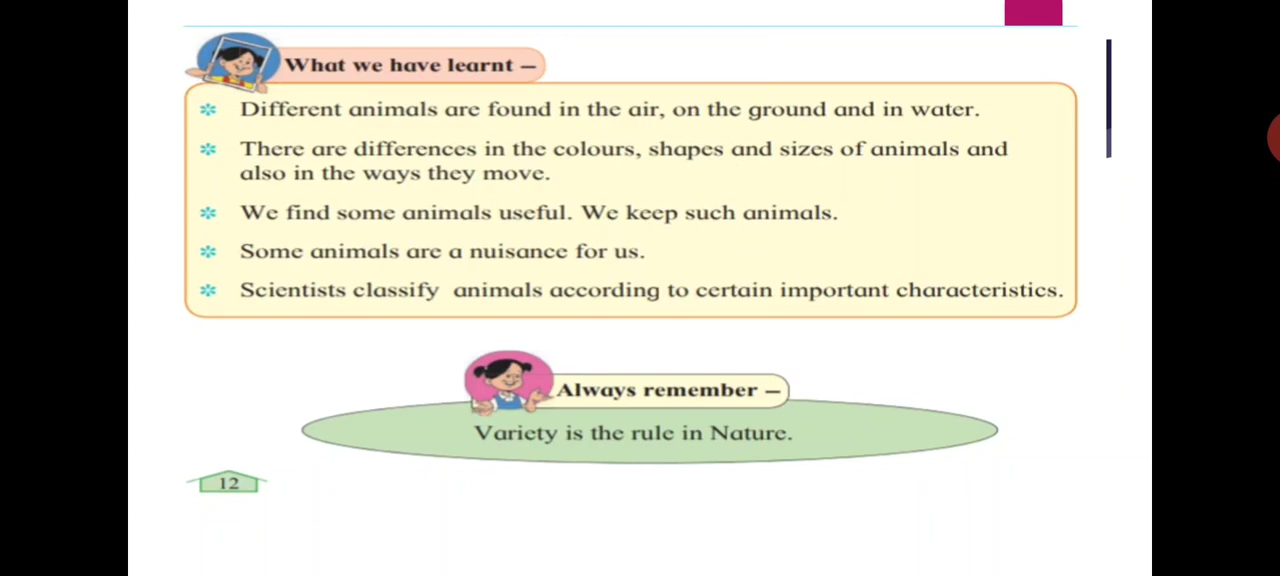 What we have learnt –
Different animals are found in the air, on the ground and in water.
There are differences in the colours, shapes and sizes of animals and
also in the ways they move.
We find some animals useful. We keep such animals.
Some animals are a nuisance for us.
Scientists classify animals according to certain important characteristics.
Always remember –
Variety is the rule in Nature.
12